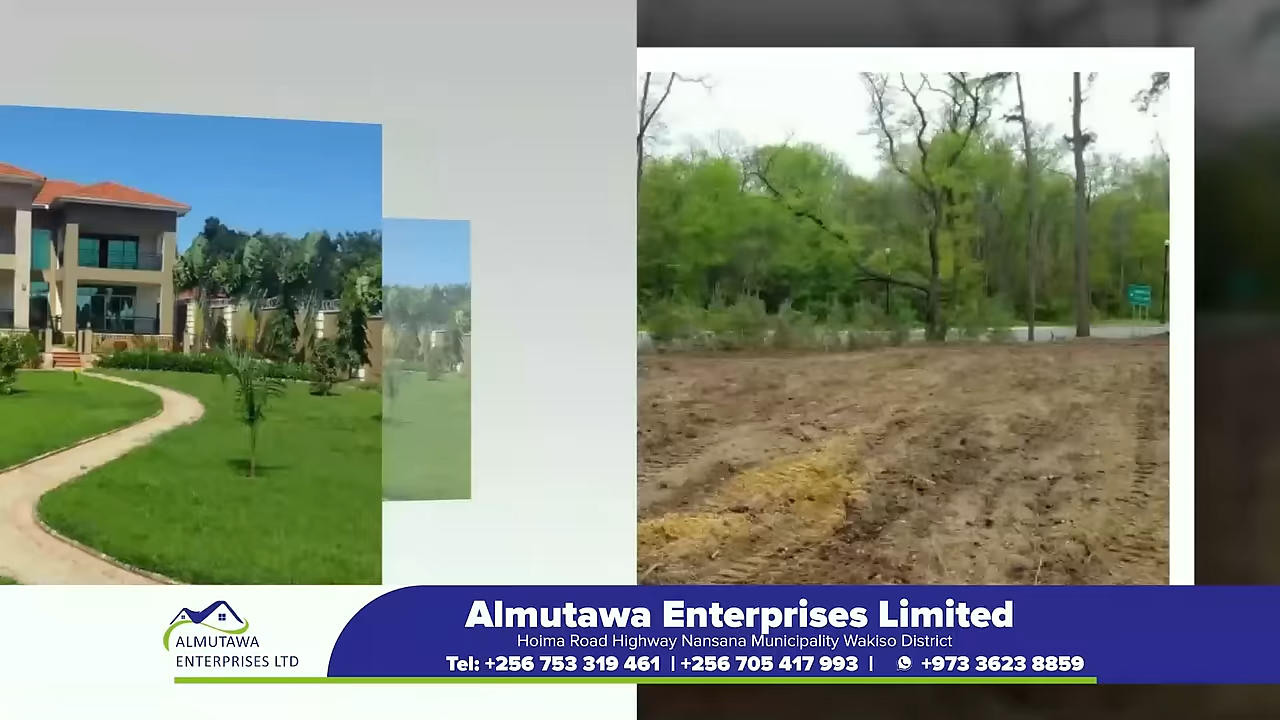 ALMUTAWA
ENTERPRISES LTD
Almutawa Enterprises Limited
Hoima Road Highway Nansana Municipality Wakiso District
Tel: +256 753 319 461 | +256 705 417 993 | +973 3623 8859